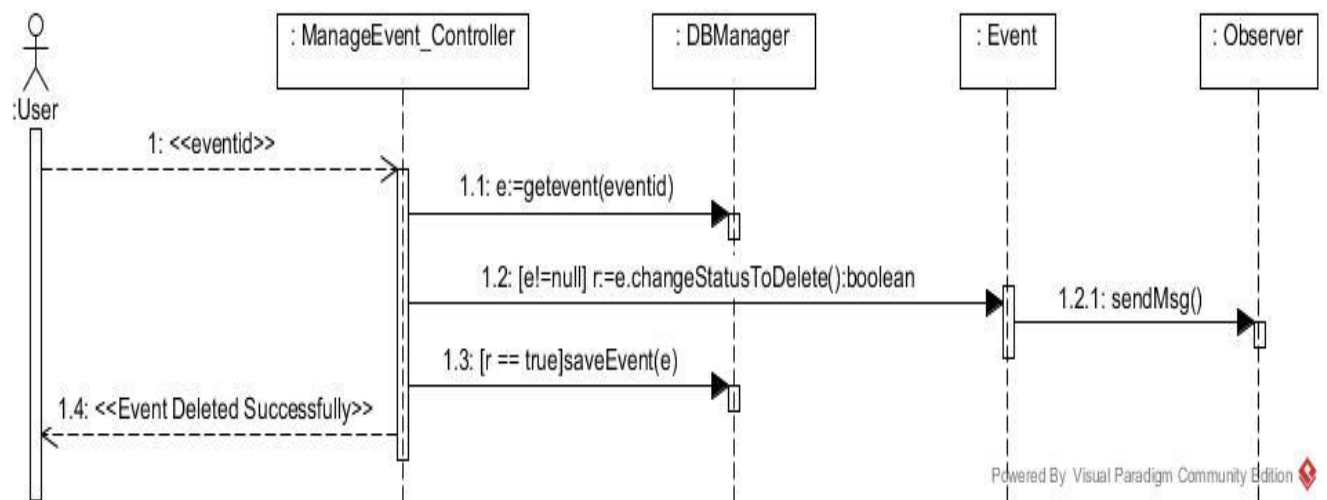 : ManageEvent_Controller
: DBManager
: Event
: Observer
:User
1: <<eventid>>
1.1: e:=getevent(eventid)
1.2: [e!=null] r:=e.changeStatusToDelete():boolean
1.2.1: sendMsg()
1.3: [r == true]saveEvent(e)
1.4: <<Event Deleted Successfully>>
Powered By Visual Paradigm Community Edition